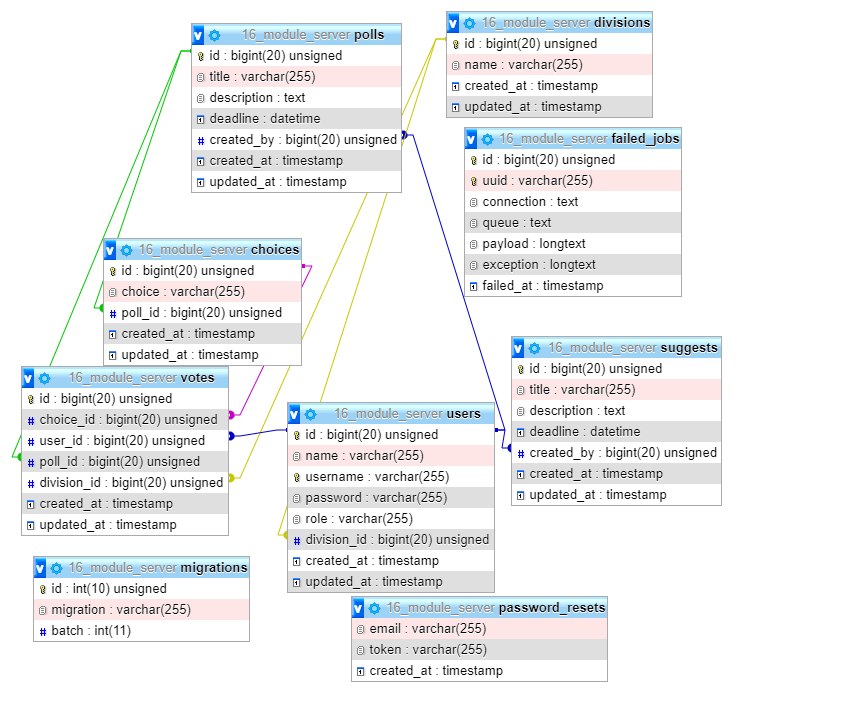 16_module_server polls
id : bigint(20) unsigned
title : varchar(255)
description : text
deadline : datetime
created_by : bigint(20) unsigned
created_at : timestamp
updated_at : timestamp
16_module_server divisions
id : bigint(20) unsigned
name : varchar(255)
created_at : timestamp
updated_at : timestamp
16_module_server failed_jobs
id : bigint(20) unsigned
uuid : varchar(255)
connection : text
queue : text
payload : longtext
exception : longtext
failed_at : timestamp
16_module_server choices
id : bigint(20) unsigned
choice : varchar(255)
poll_id : bigint(20) unsigned
created_at : timestamp
updated_at : timestamp
16_module_server suggests
id : bigint(20) unsigned
title : varchar(255)
description : text
deadline : datetime
created_by : bigint(20) unsigned
created_at : timestamp
updated_at : timestamp
16_module_server votes
id : bigint(20) unsigned
choice_id : bigint(20) unsigned
user_id : bigint(20) unsigned
poll_id : bigint(20) unsigned
division_id : bigint(20) unsigned
created_at : timestamp
updated_at : timestamp
16_module_server users
id : bigint(20) unsigned
name : varchar(255)
username : varchar(255)
password : varchar(255)
role : varchar(255)
division_id : bigint(20) unsigned
created_at : timestamp
updated_at : timestamp
16_module_server migrations
id : int(10) unsigned
migration : varchar(255)
batch : int(11)
16_module_server password_resets
email : varchar(255)
token : varchar(255)
created_at : timestamp